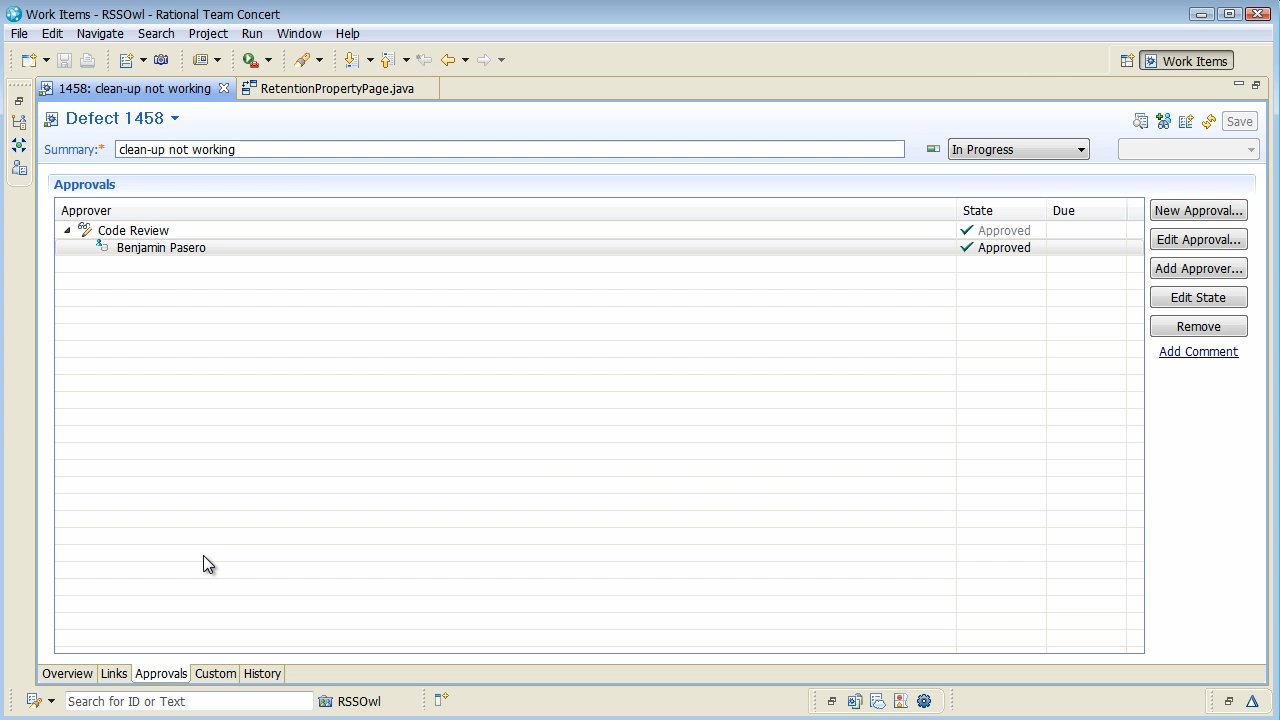 Work Items - RSSOwl - Rational Team Concert
File Edit Navigate Search Project Run Window Help
Work Items
1458: clean-up not working RetentionPropertyPage.java
Defect 1458 Save
Summary:* clean-up not working In Progress
Approvals
Approver State Due
Code Review Approved
Benjamin Pasero Approved
New Approval...
Edit Approval...
Add Approver...
Edit State
Remove
Add Comment
Overview Links Approvals Custom History
Search for ID or Text RSSOwl